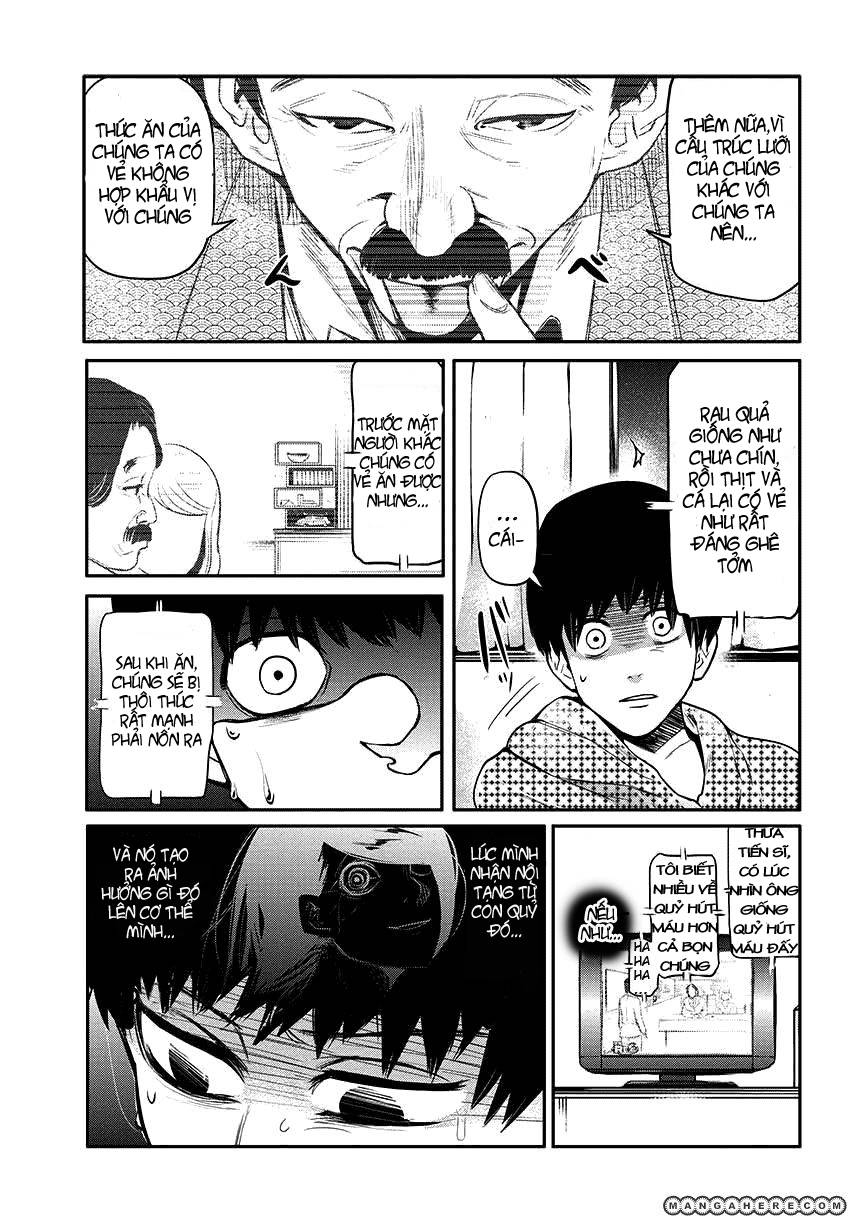 THÊM NỮA,VÌ
CẤU TRÚC LƯỠI
CỦA CHÚNG
KHÁC VỚI
CHÚNG TA
NÊN...
THỨC ĂN CỦA
CHÚNG TA CÓ
VẺ KHÔNG
HỢP KHẨU VỊ
VỚI CHÚNG
べ
ん
RAU QUẢ
GIỐNG NHƯ
CHƯA CHÍN,
RỒI THỊT VÀ
CÁ LẠI CÓ VẺ
NHƯ RẤT
ĐÁNG GHÊ
TỞM
...
CÁI-
TRƯỚC MẶT
NGƯỜI KHÁC
CHÚNG CÓ
VẺ ĂN ĐƯỢC
NHƯNG...
SAU KHI ĂN,
CHÚNG SẼ BỊ
THÔI THÚC
RẤT MẠNH
PHẢI NÔN RA
THƯA
TIẾN SĨ,
CÓ LÚC
NHÌN ÔNG
GIỐNG
QUỶ HÚT
MÁU ĐẤY
TÔI BIẾT
NHIỀU VỀ
QUỶ HÚT
MÁU HƠN
CẢ BỌN
CHÚNG
HA
HA
HA
...
NẾU
NHƯ...
LÚC MÌNH
NHẬN NỘI
TẠNG TỪ
CON QUỶ
ĐÓ...
VÀ NÓ TẠO
RA ẢNH
HƯỞNG GÌ ĐÓ
LÊN CƠ THỂ
MÌNH...
MANGAHERE.COM